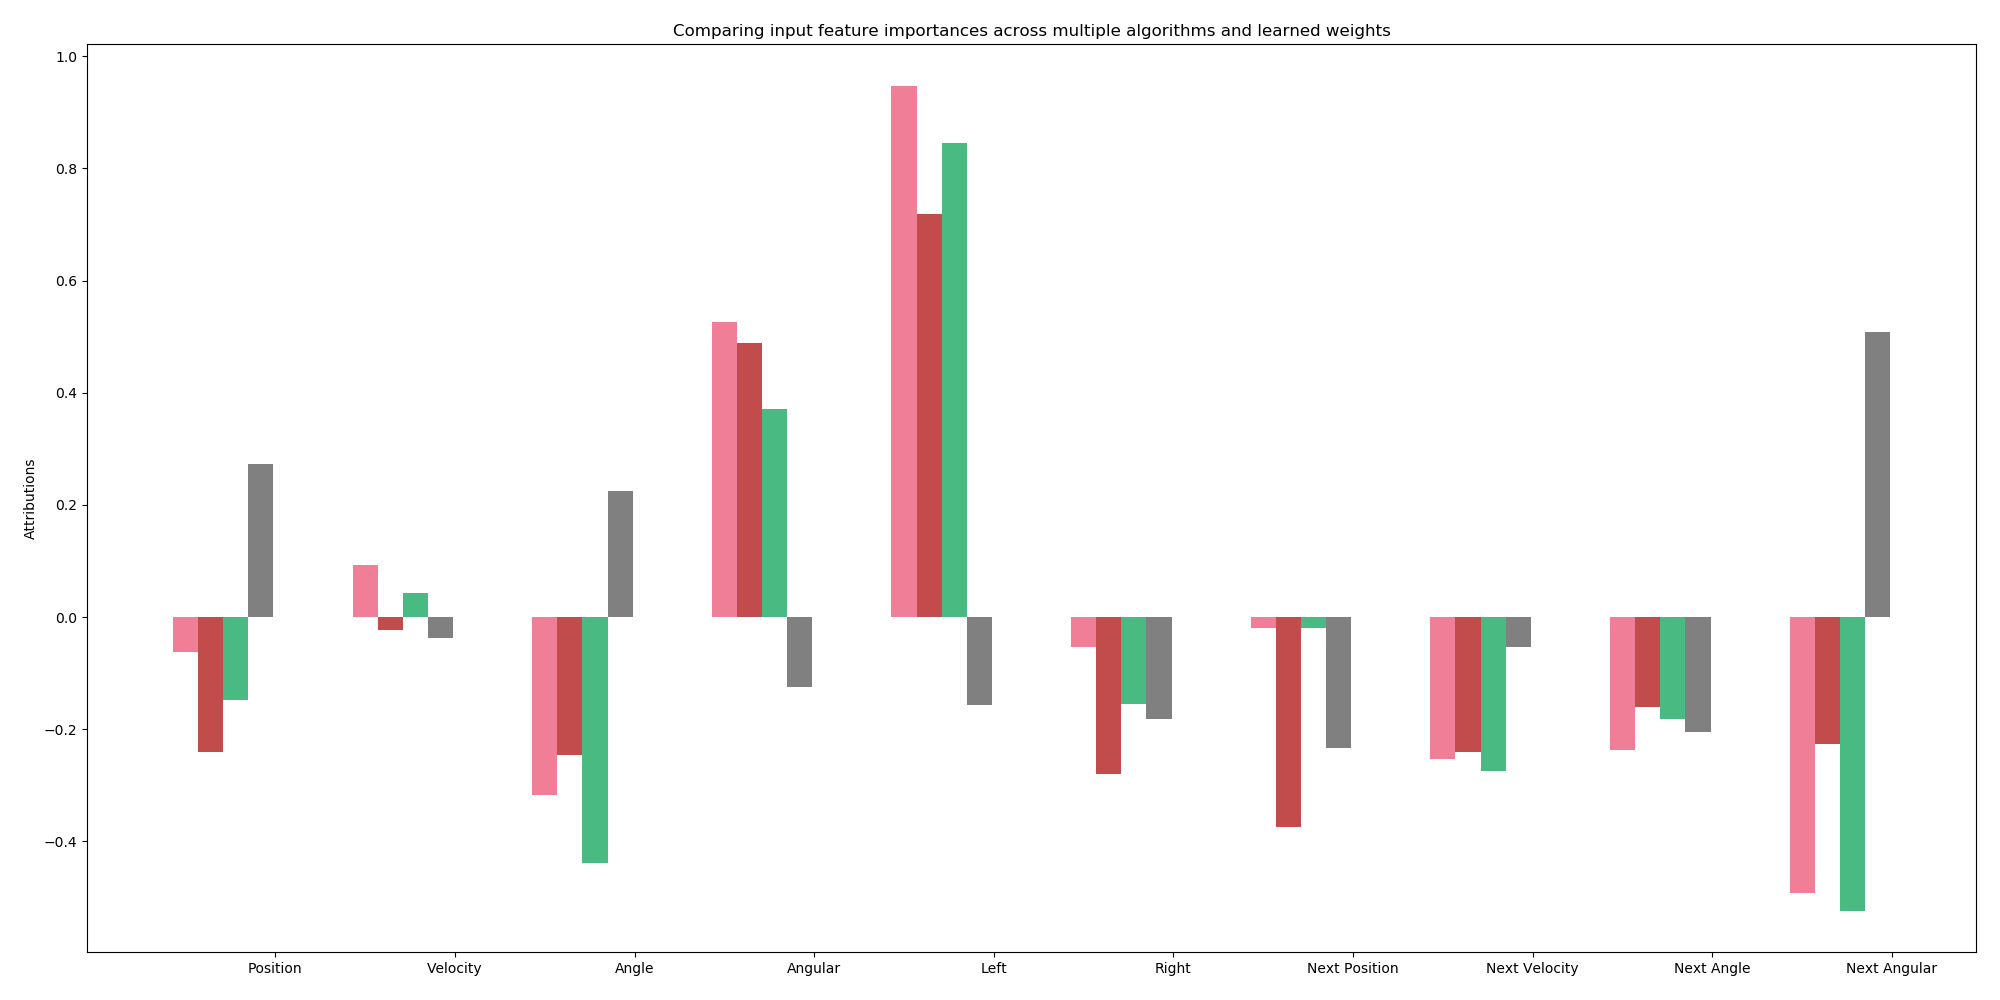 Comparing input feature importances across multiple algorithms and learned weights
1.0
0.8
0.6
0.4
0.2
0.0
−0.2
−0.4
Attributions
Position Velocity Angle Angular Left Right Next Position Next Velocity Next Angle Next Angular